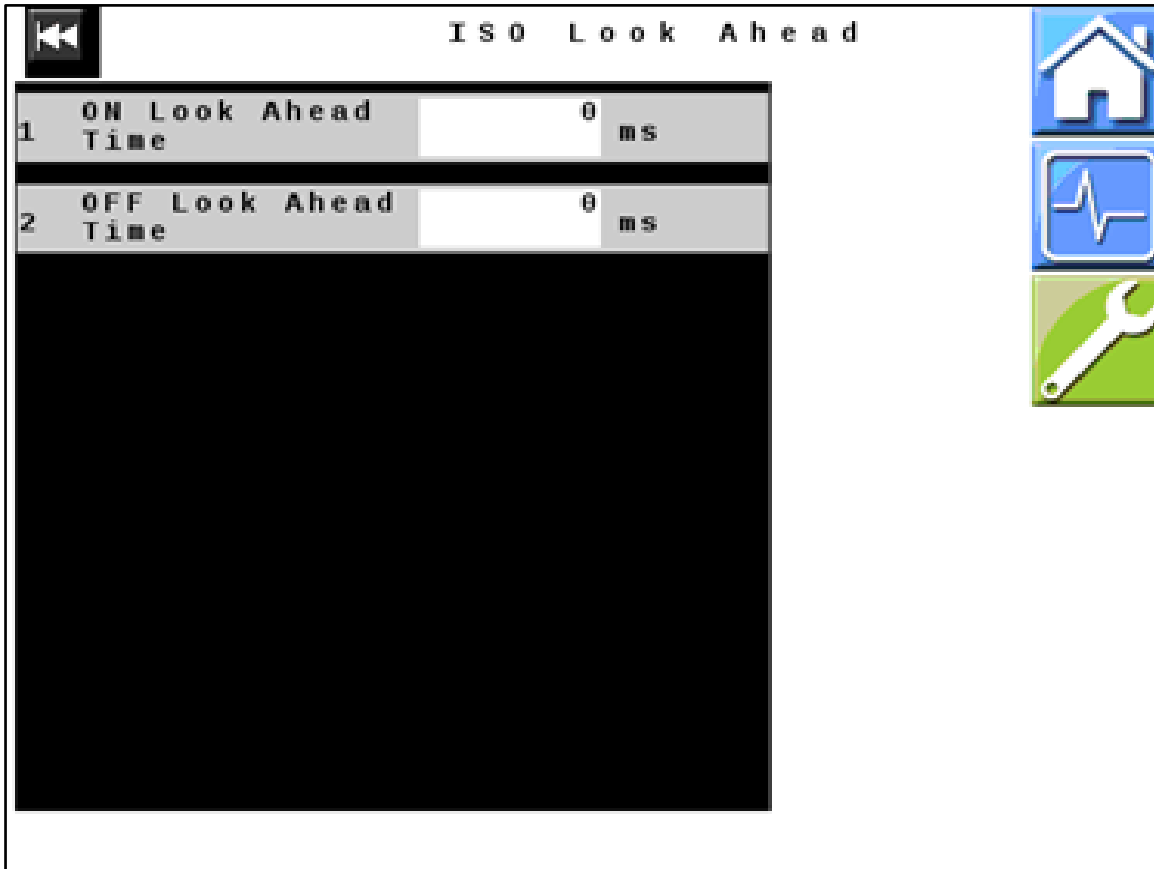 ISO Look Ahead
ON Look Ahead
1 Time 0 ms
OFF Look Ahead
2 Time 0 ms